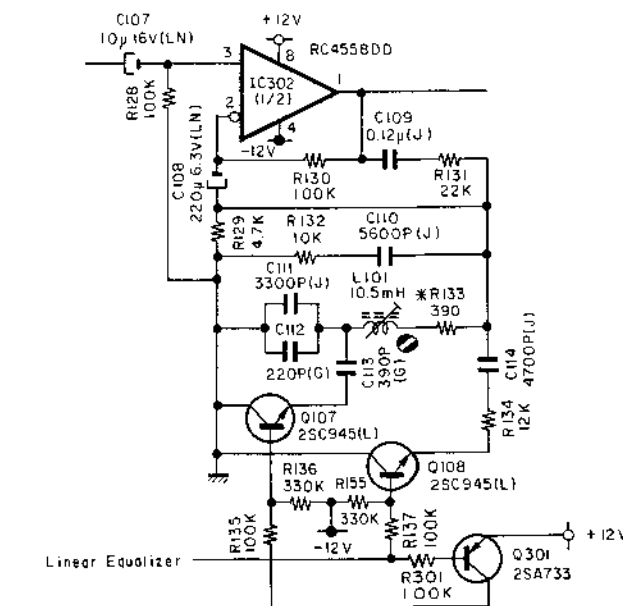 C107
10μ 16V(LN)
+12V
RC4558DD
3
8
1
IC302
(1/2)
2
4
-12V
R128
100K
C108
220μ 6.3V(LN)
C109
0.12μ(J)
R130
100K
R131
22K
R129
4.7K
R132
10K
C110
5600P(J)
C111
3300P(J)
L101
10.5mH
*R133
390
C112
220P(G)
C113
390P
(G)
C114
4700P(J)
R134
12K
Q107
2SC945(L)
Q108
2SC945(L)
R136
330K
R155
330K
R135
100K
-12V
R137
100K
+12V
Linear Equalizer
R301
100K
Q301
2SA733